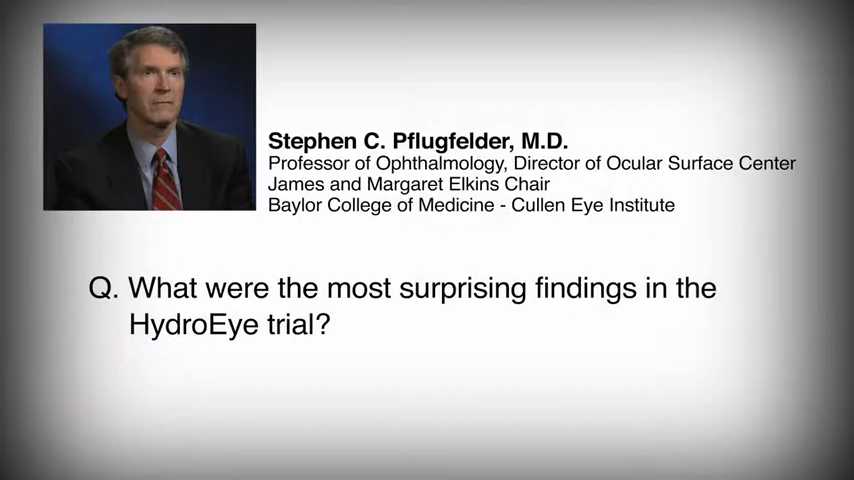 Stephen C. Pflugfelder, M.D.
Professor of Ophthalmology, Director of Ocular Surface Center
James and Margaret Elkins Chair
Baylor College of Medicine - Cullen Eye Institute
Q. What were the most surprising findings in the
HydroEye trial?